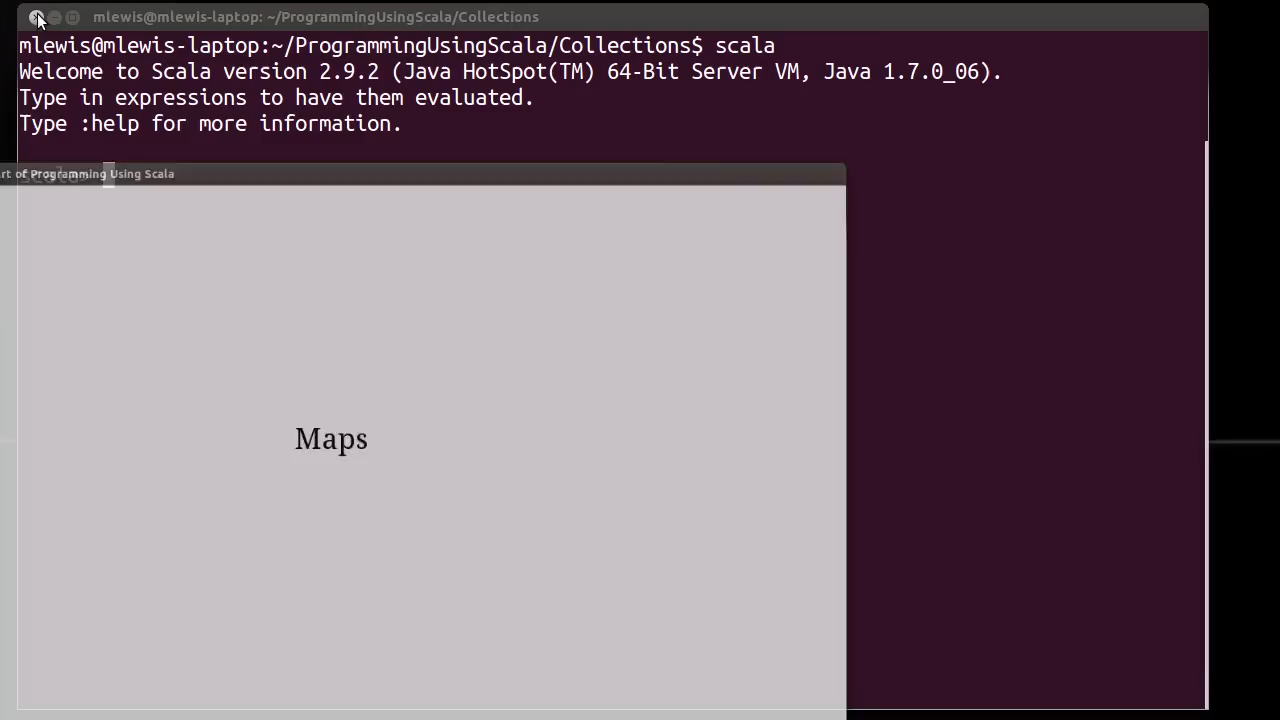 mlewis@mlewis-laptop: ~/ProgrammingUsingScala/Collections
mlewis@mlewis-laptop:~/ProgrammingUsingScala/Collections$ scala
Welcome to Scala version 2.9.2 (Java HotSpot(TM) 64-Bit Server VM, Java 1.7.0_06).
Type in expressions to have them evaluated.
Type :help for more information.
scala>
rt of Programming Using Scala
Maps